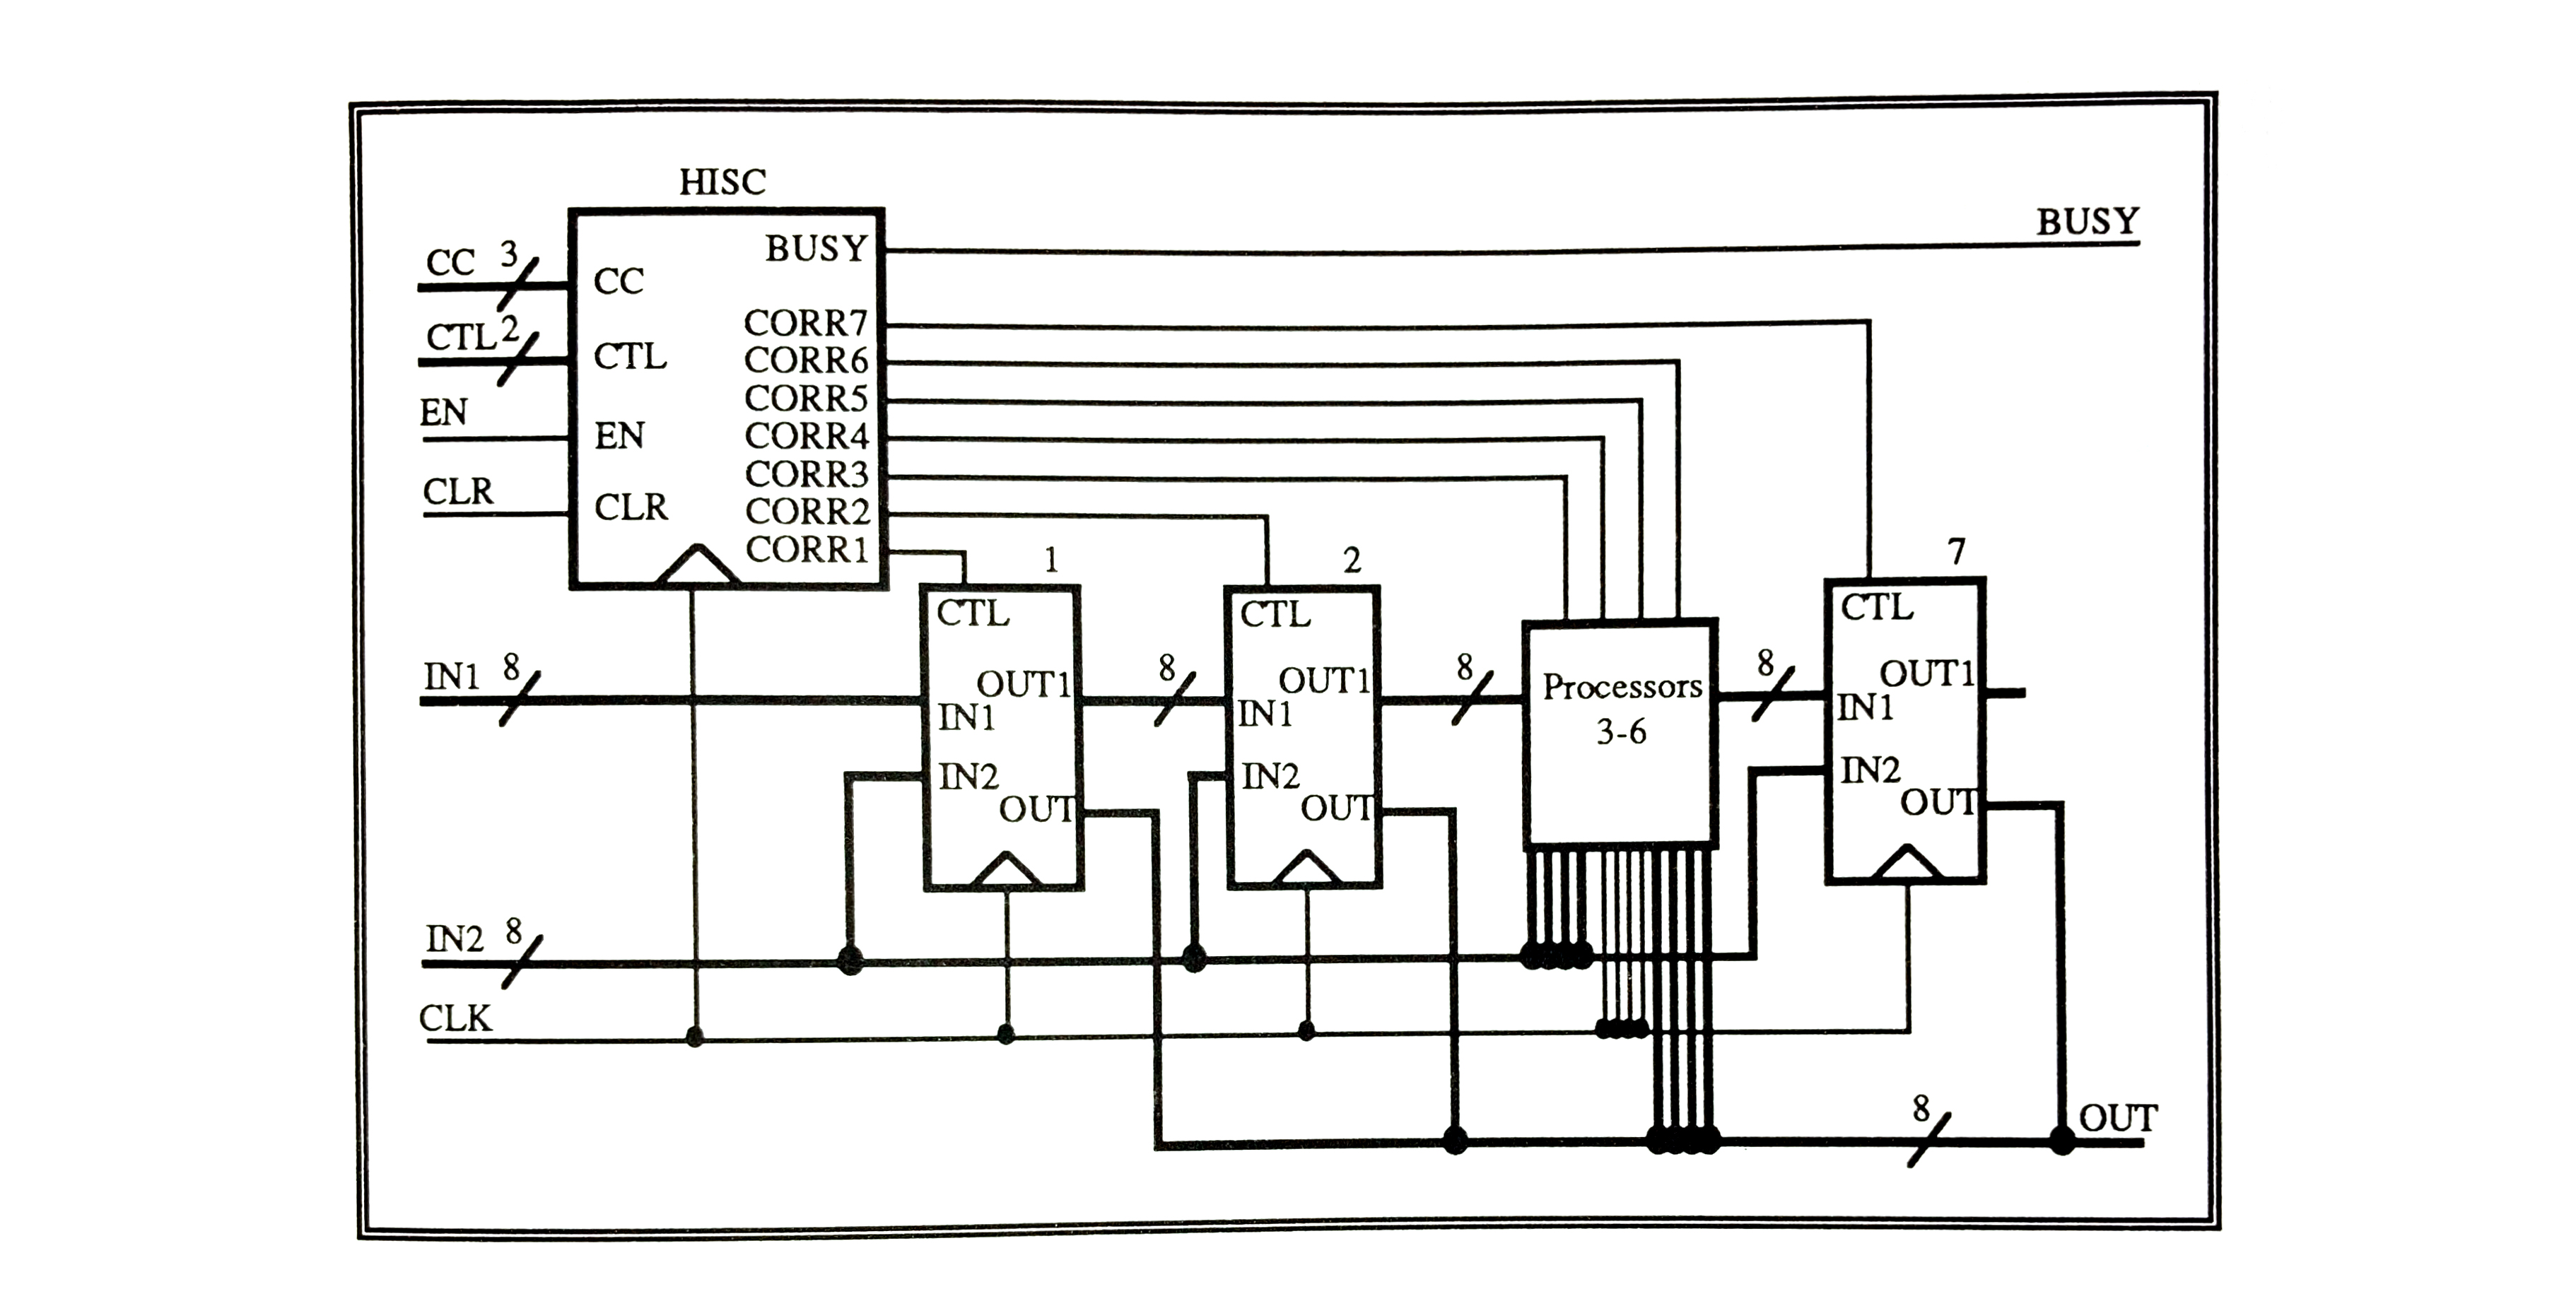 HISC
BUSY
BUSY
CC 3
CC
CTL 2
CTL
EN
EN
CLR
CLR
CORR7
CORR6
CORR5
CORR4
CORR3
CORR2
CORR1
1
2
7
CTL
OUT1
IN1
IN2
OUT
CTL
OUT1
IN1
IN2
OUT
Processors
3-6
CTL
OUT1
IN1
IN2
OUT
IN1 8
8
8
8
IN2 8
CLK
8
OUT